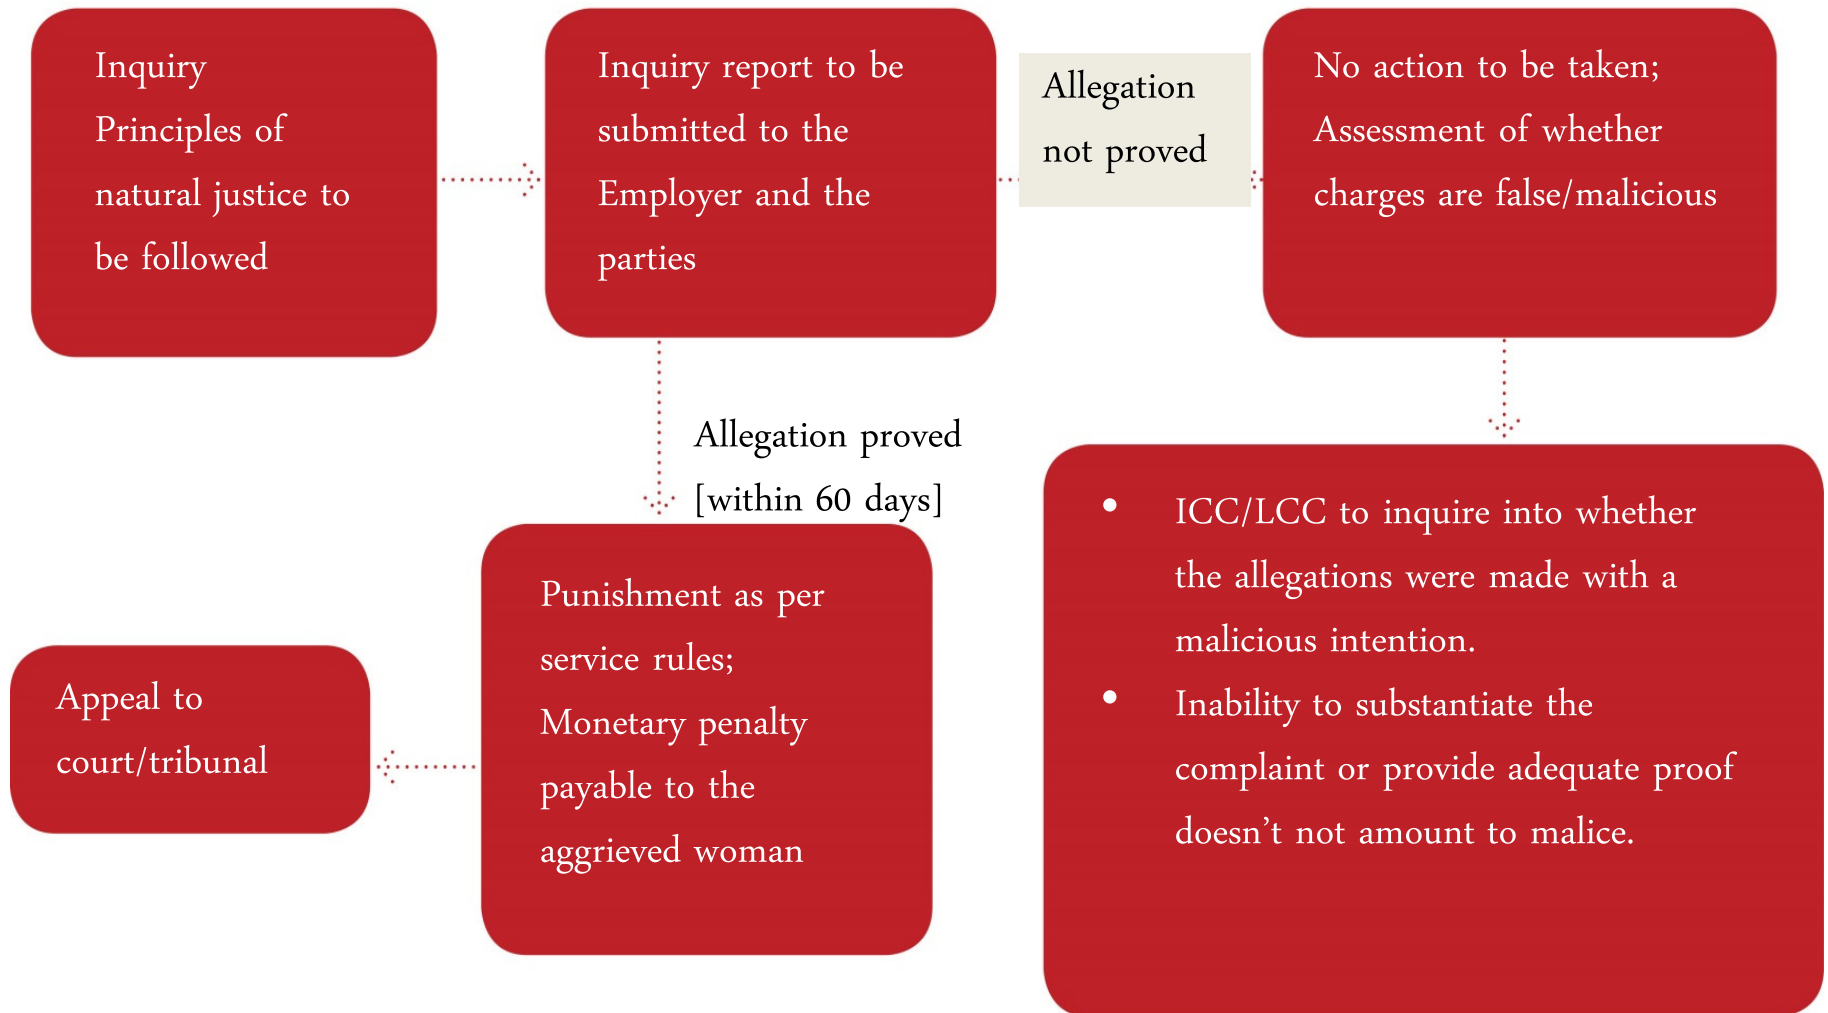 Inquiry
Principles of
natural justice to
be followed
Inquiry report to be
submitted to the
Employer and the
parties
Allegation
not proved
No action to be taken;
Assessment of whether
charges are false/malicious
Allegation proved
[within 60 days]
Punishment as per
service rules;
Monetary penalty
payable to the
aggrieved woman
Appeal to
court/tribunal
• ICC/LCC to inquire into whether
the allegations were made with a
malicious intention.
• Inability to substantiate the
complaint or provide adequate proof
doesn’t not amount to malice.